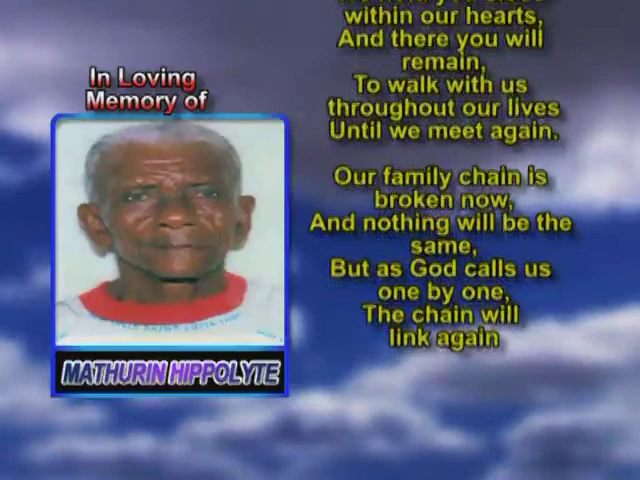 In Loving
Memory of
MATHURIN HIPPOLYTE
within our hearts,
And there you will
remain,
To walk with us
throughout our lives
Until we meet again.
Our family chain is
broken now,
And nothing will be the
same,
But as God calls us
one by one,
The chain will
link again